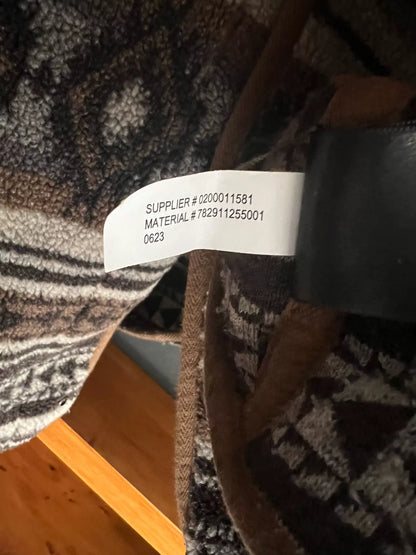 SUPPLIER # 0200011581
MATERIAL # 782911255001
0623